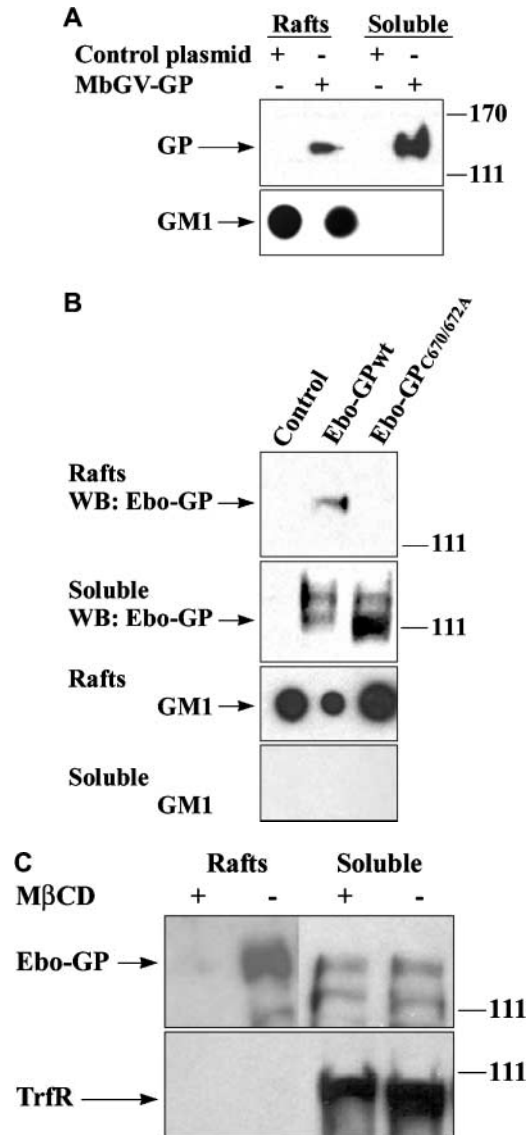 A
Rafts Soluble
Control plasmid + - + -
MbGV-GP - + - +
GP
170
111
GM1
B
Control
Ebo-GPwt
Ebo-GPC670/672A
Rafts
WB: Ebo-GP
111
Soluble
WB: Ebo-GP
111
Rafts
GM1
Soluble
GM1
C
Rafts Soluble
MβCD + - + -
Ebo-GP
111
111
TrfR